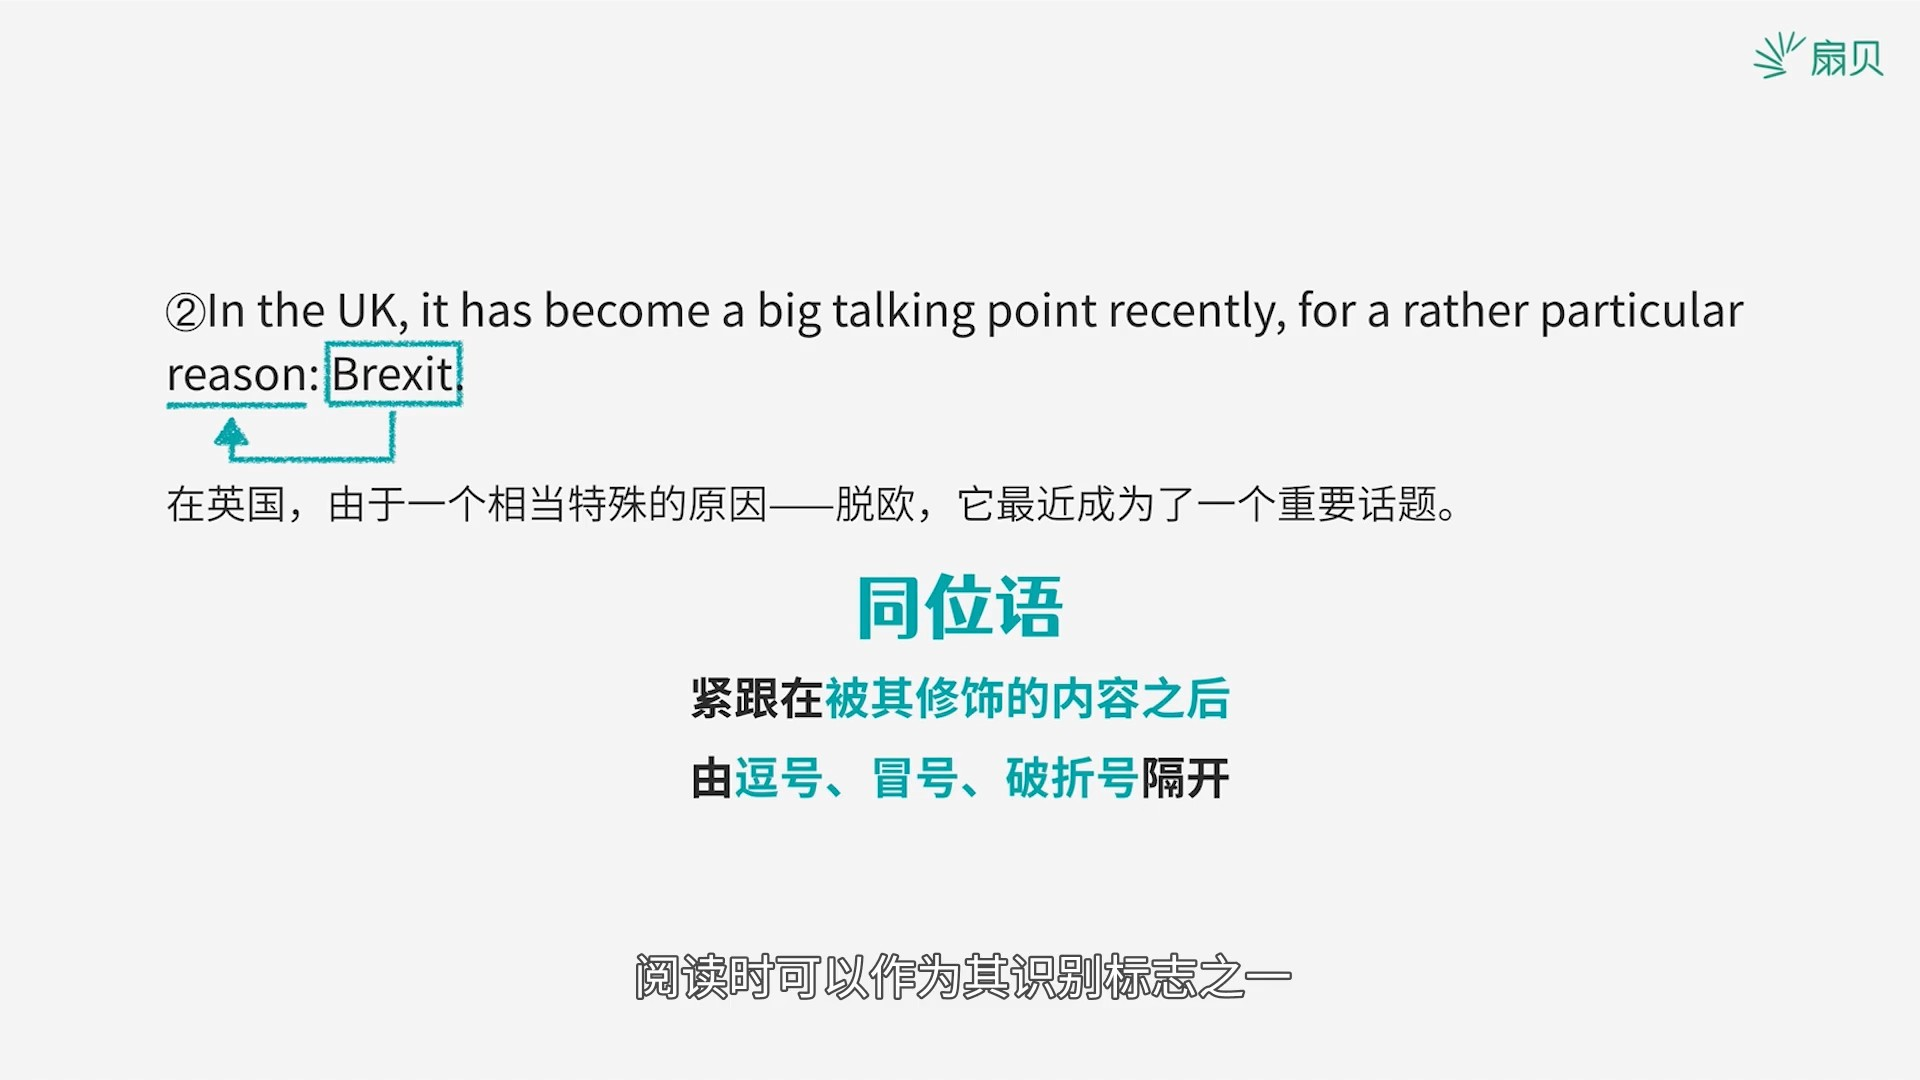 扇贝
②In the UK, it has become a big talking point recently, for a rather particular
reason: Brexit.
在英国，由于一个相当特殊的原因——脱欧，它最近成为了一个重要话题。
同位语
紧跟在被其修饰的内容之后
由逗号、冒号、破折号隔开
阅读时可以作为其识别标志之一